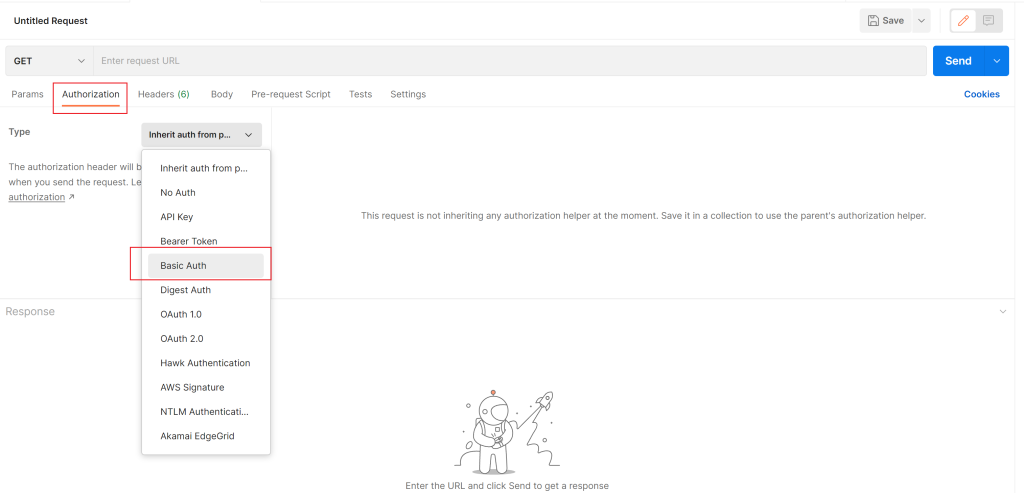 Untitled Request
Save
GET
Enter request URL
Send
Params
Authorization
Headers (6)
Body
Pre-request Script
Tests
Settings
Cookies
Type
Inherit auth from p...
The authorization header will b
when you send the request. Le
authorization ↗
Inherit auth from p...
No Auth
API Key
Bearer Token
Basic Auth
Digest Auth
OAuth 1.0
OAuth 2.0
Hawk Authentication
AWS Signature
NTLM Authenticati...
Akamai EdgeGrid
This request is not inheriting any authorization helper at the moment. Save it in a collection to use the parent's authorization helper.
Response
Enter the URL and click Send to get a response